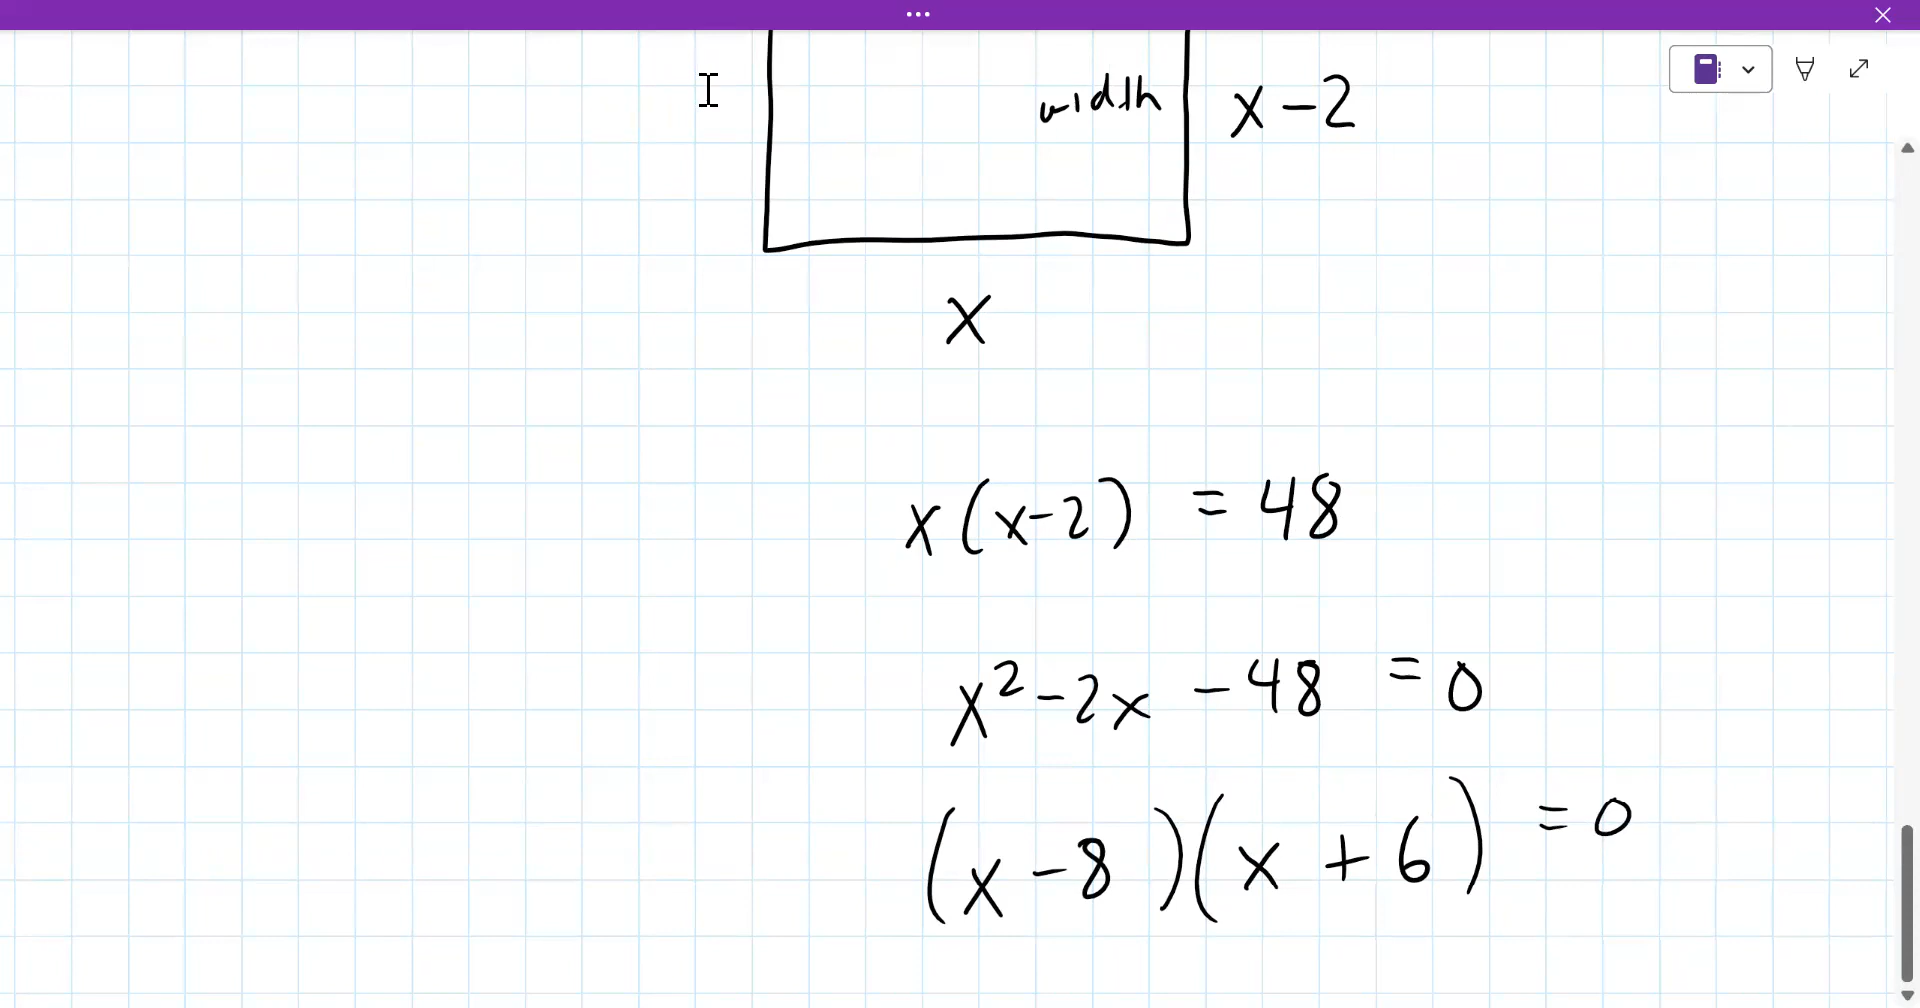 width x-2
x
x(x-2) = 48
x²-2x -48 = 0
(x-8)(x+6) = 0